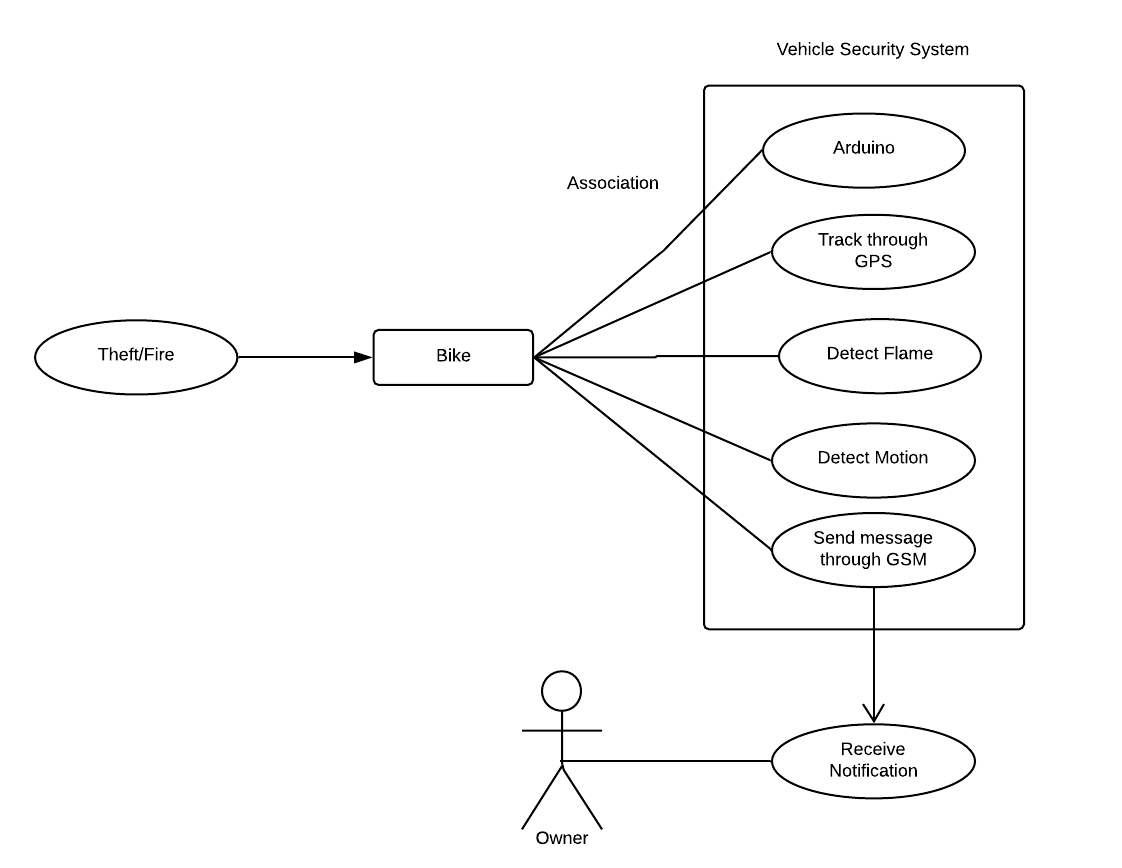 Vehicle Security System
Arduino
Association
Track through
GPS
Theft/Fire
Bike
Detect Flame
Detect Motion
Send message
through GSM
Receive
Notification
Owner